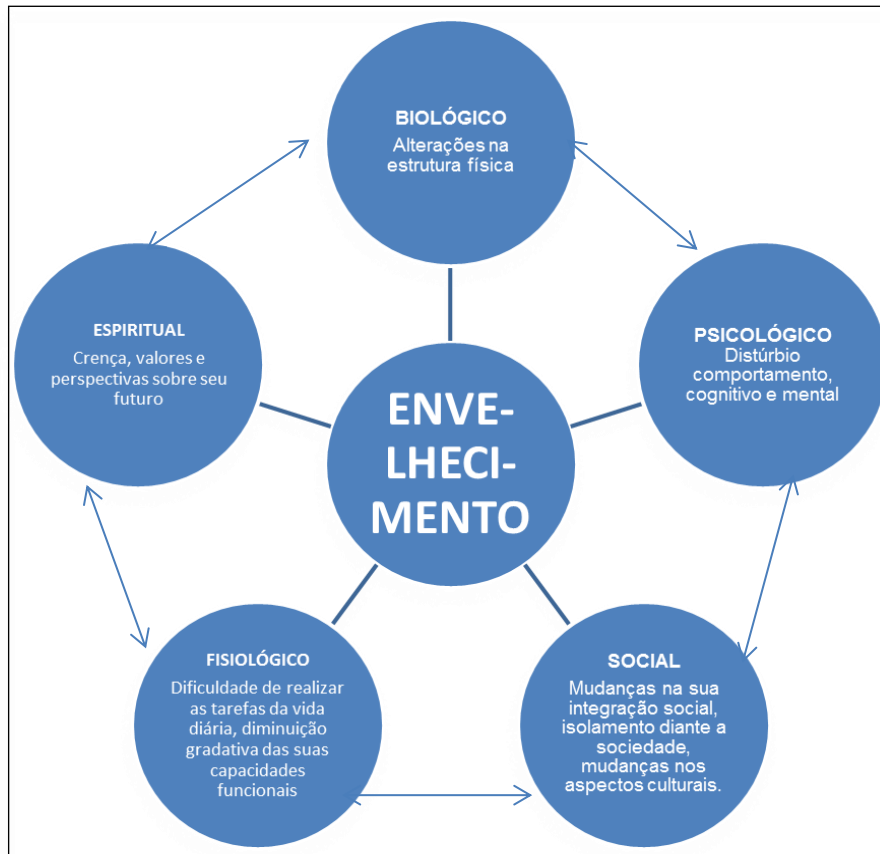 BIOLÓGICO
Alterações na
estrutura física
ESPIRITUAL
Crença, valores e
perspectivas sobre seu
futuro
PSICOLÓGICO
Distúrbio
comportamento,
cognitivo e mental
ENVE-
LHECI-
MENTO
FISIOLÓGICO
Dificuldade de realizar
as tarefas da vida
diária, diminuição
gradativa das suas
capacidades
funcionais
SOCIAL
Mudanças na sua
integração social,
isolamento diante a
sociedade,
mudanças nos
aspectos culturais.